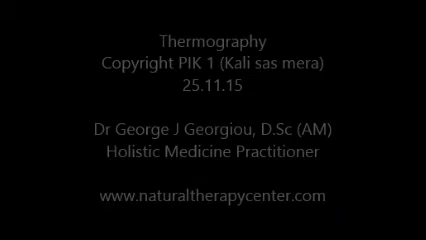 Thermography
Copyright PIK 1 (Kali sas mera)
25.11.15
Dr George J Georgiou, D.Sc (AM)
Holistic Medicine Practitioner
www.naturaltherapycenter.com